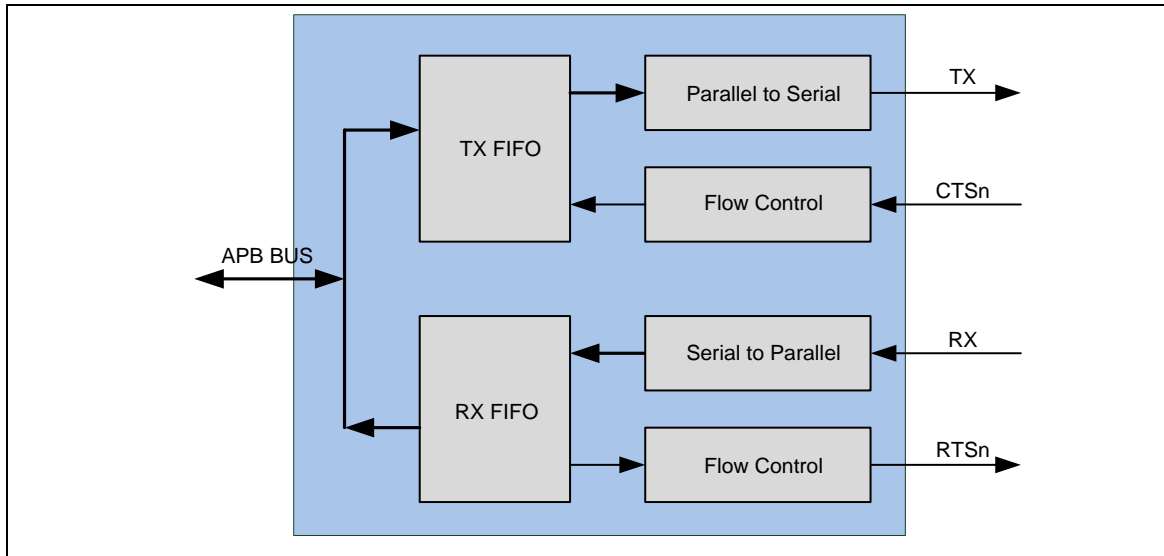 Parallel to Serial
TX
TX FIFO
Flow Control
CTSn
APB BUS
Serial to Parallel
RX
RX FIFO
Flow Control
RTSn